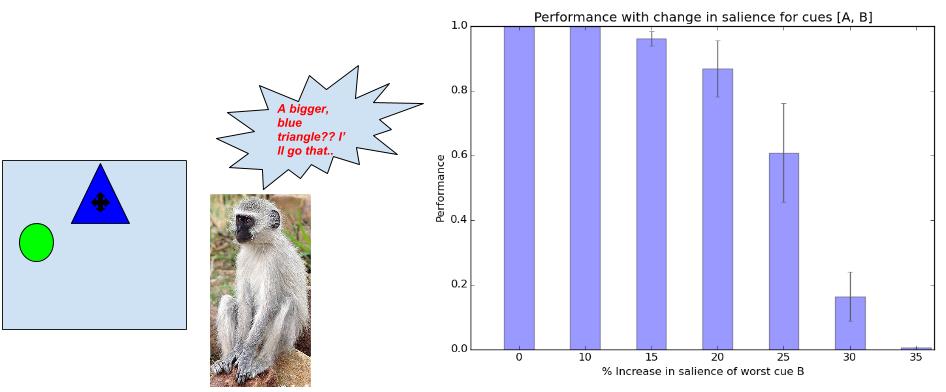 A bigger,
blue
triangle?? I'
ll go that..
Performance with change in salience for cues [A, B]
1.0
0.8
0.6
0.4
0.2
0.0
Performance
0 10 15 20 25 30 35
% Increase in salience of worst cue B